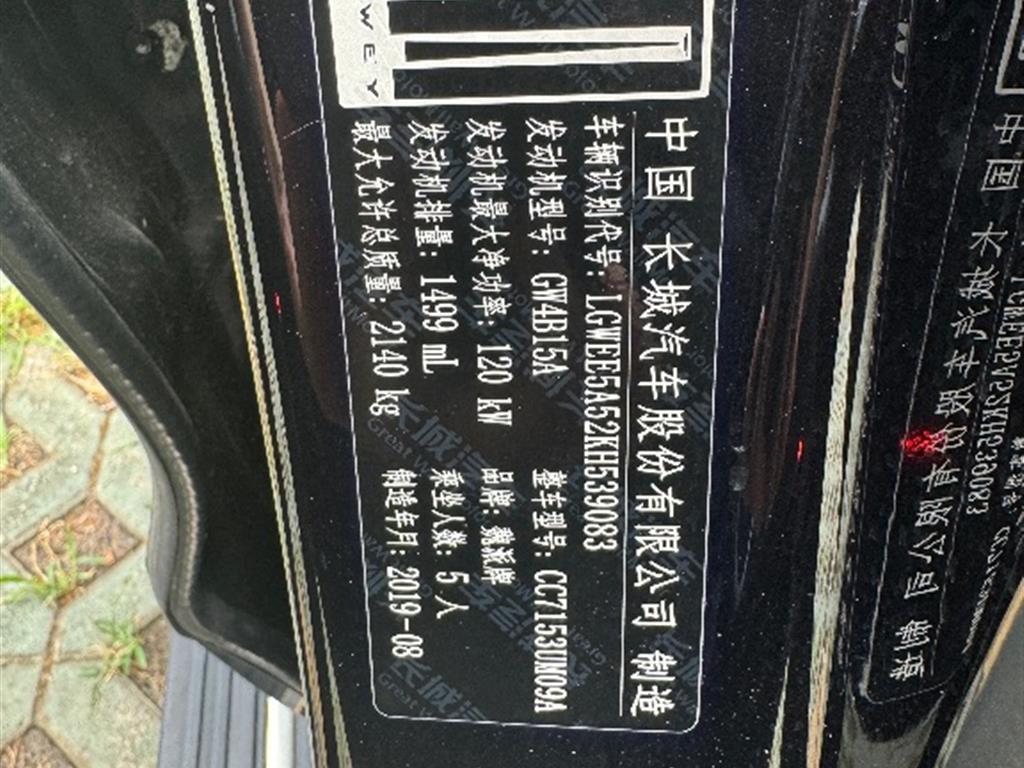 WEY
中国 长城汽车股份有限公司 制造
车辆识别代号: LGWEE5A52KH539083
发动机型号: GW4B15A 整车型号: CC7153UM09A
发动机最大净功率: 120 kW 品牌: 魏派牌
发动机排量: 1499 mL 乘坐人数: 5 人
最大允许总质量: 2140 kg 制造年月: 2019-08